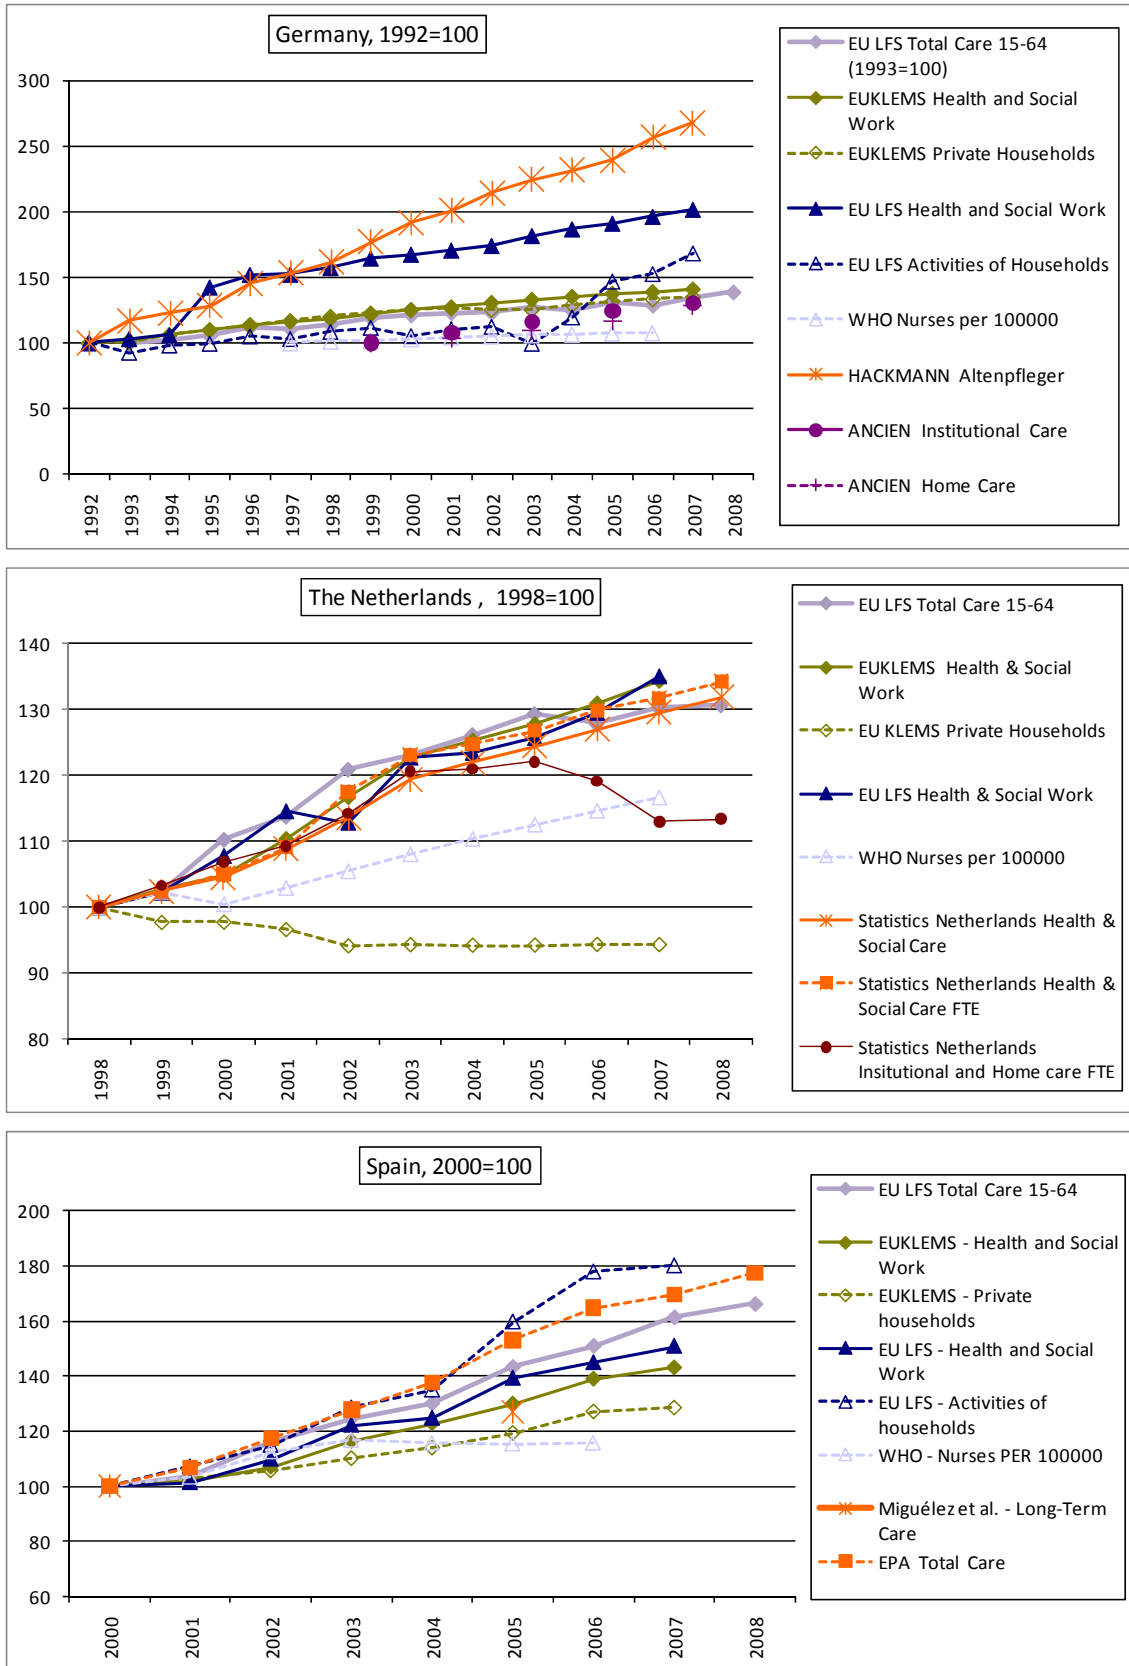 Germany, 1992=100
300
250
200
150
100
50
0
1992
1993
1994
1995
1996
1997
1998
1999
2000
2001
2002
2003
2004
2005
2006
2007
2008
EU LFS Total Care 15-64
(1993=100)
EUKLEMS Health and Social
Work
EUKLEMS Private Households
EU LFS Health and Social Work
EU LFS Activities of Households
WHO Nurses per 100000
HACKMANN Altenpfleger
ANCIEN Institutional Care
ANCIEN Home Care
The Netherlands , 1998=100
140
130
120
110
100
90
80
1998
1999
2000
2001
2002
2003
2004
2005
2006
2007
2008
EU LFS Total Care 15-64
EUKLEMS Health & Social
Work
EU KLEMS Private Households
EU LFS Health & Social Work
WHO Nurses per 100000
Statistics Netherlands Health &
Social Care
Statistics Netherlands Health &
Social Care FTE
Statistics Netherlands
Insitutional and Home care FTE
Spain, 2000=100
200
180
160
140
120
100
80
60
2000
2001
2002
2003
2004
2005
2006
2007
2008
EU LFS Total Care 15-64
EUKLEMS - Health and Social
Work
EUKLEMS - Private
households
EU LFS - Health and Social
Work
EU LFS - Activities of
households
WHO - Nurses PER 100000
Miguélez et al. - Long-Term
Care
EPA Total Care